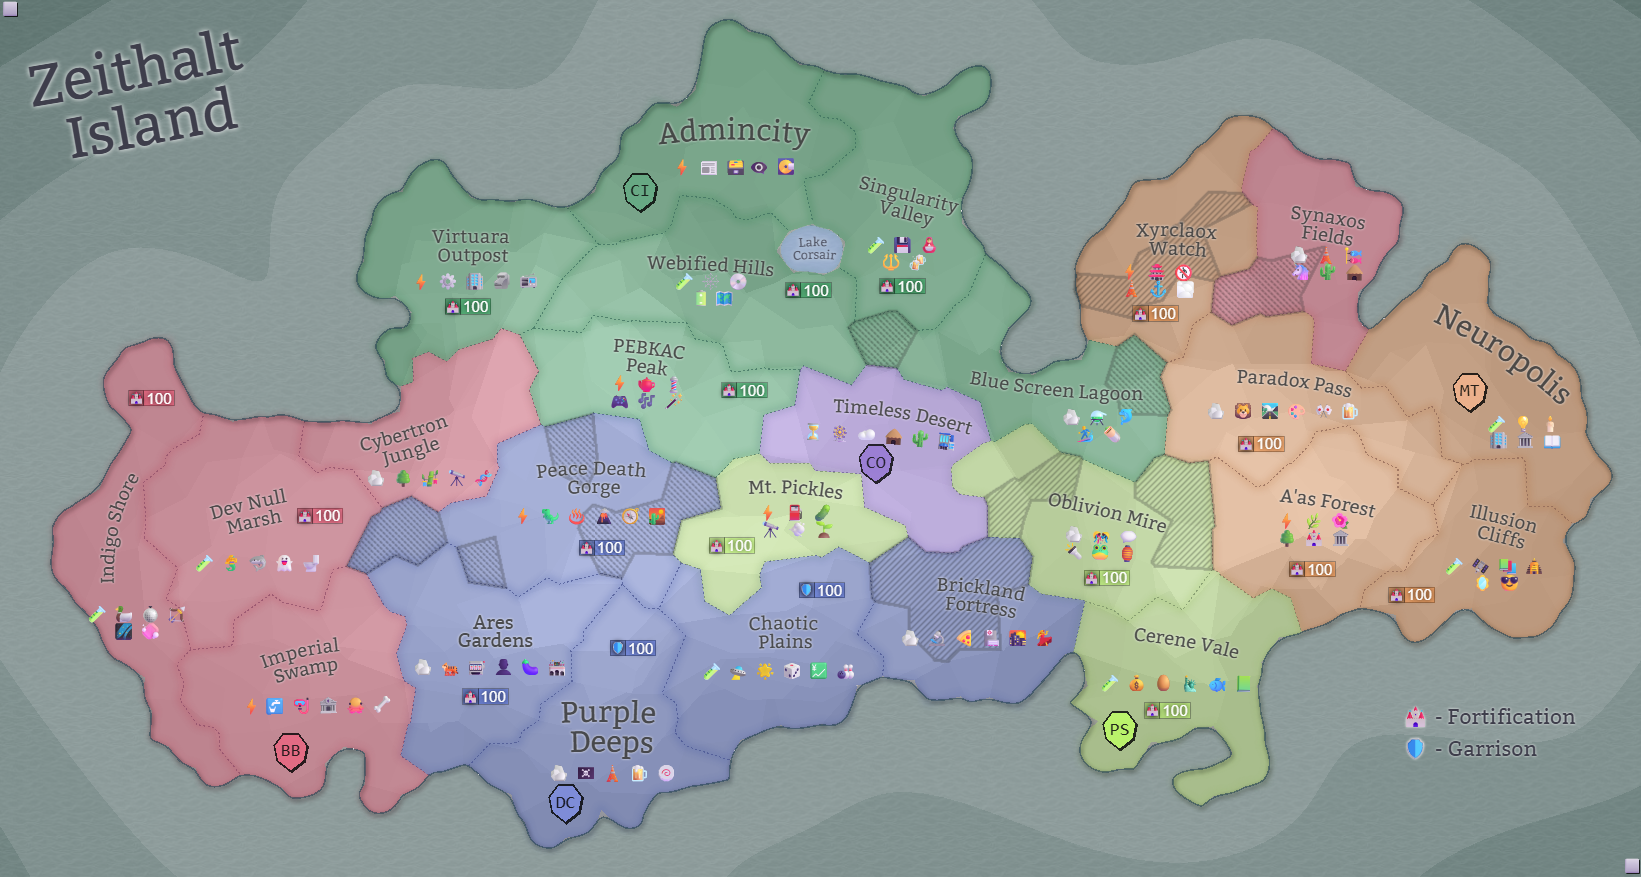 Zeithalt
Island
Admincity
CI
Singularity
Valley
Virtuara
Outpost
Lake
Corsair
Webified Hills
100
100
100
Xyrclaox
Watch
100
Synaxos
Fields
Neuropolis
MT
PEBKAC
Peak
100
Blue Screen Lagoon
Paradox Pass
100
100
Cybertron
Jungle
Timeless Desert
CO
Indigo Shore
Dev Null
Marsh
100
Peace Death
Gorge
100
Mt. Pickles
100
Oblivion Mire
100
A'as Forest
100
Illusion
Cliffs
100
Imperial
Swamp
BB
Ares
Gardens
100
100
Chaotic
Plains
100
Brickland
Fortress
Cerene Vale
100
PS
Purple
Deeps
DC
- Fortification
- Garrison